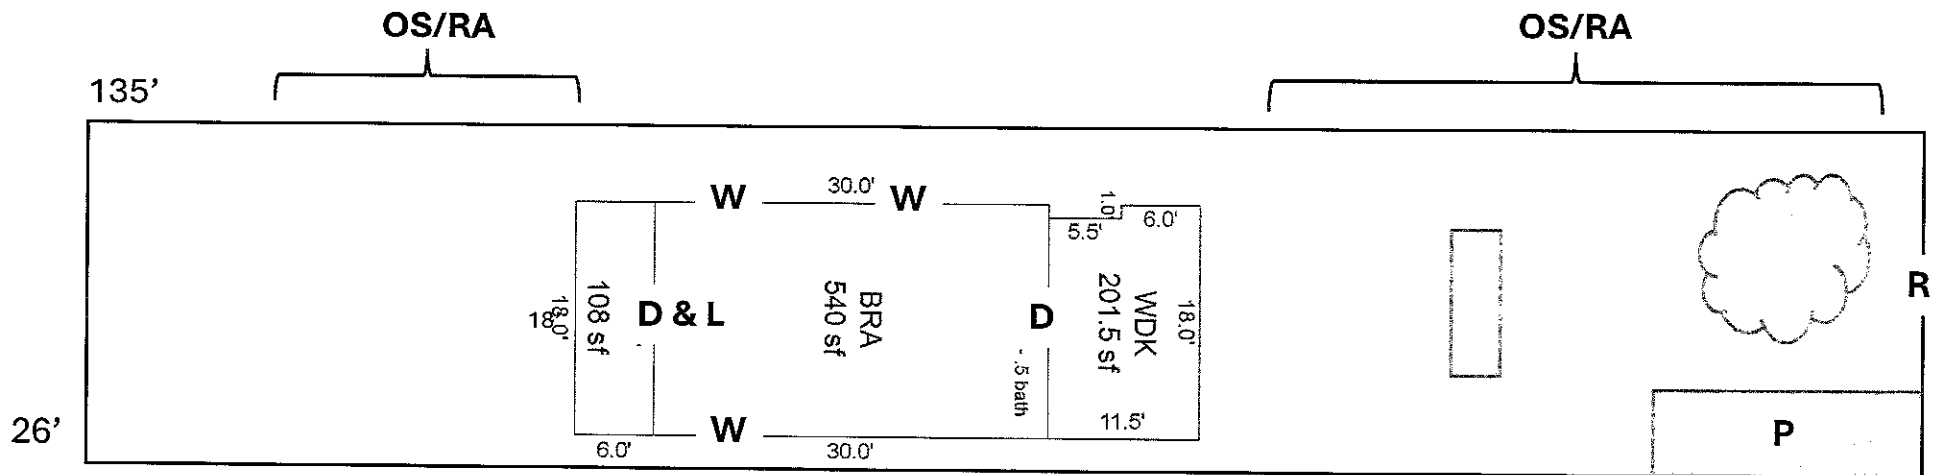 OS/RA
OS/RA
135'
W
30.0'
W
1.0'
6.0'
5.5'
18.0'
108 sf
D & L
BRA
540 sf
D
WDK
201.5 sf
18.0'
R
- .5 bath
11.5'
26'
W
6.0'
30.0'
P